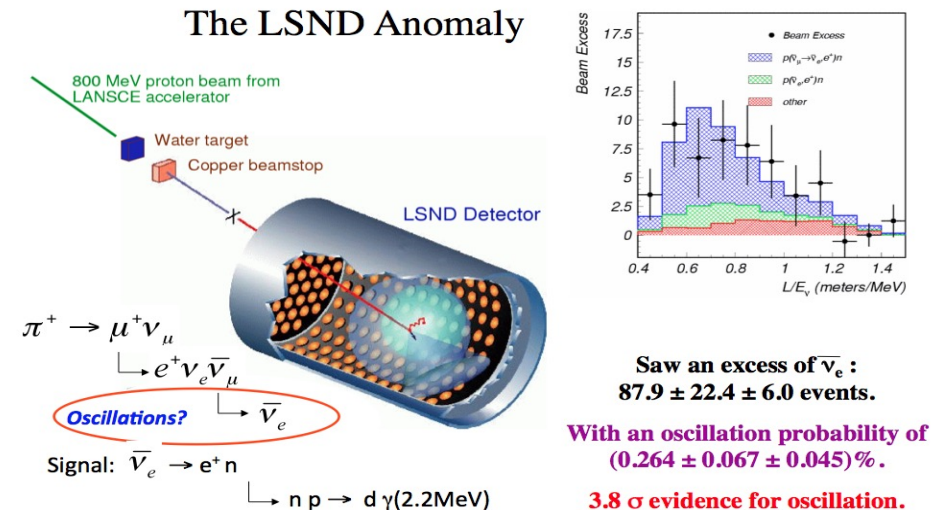 The LSND Anomaly
800 MeV proton beam from
LANSCE accelerator
Water target
Copper beamstop
LSND Detector
π⁺ → μ⁺ν_μ
e⁺ν_eν̄_μ
Oscillations?
ν̄_e
Signal: ν̄_e → e⁺ n
n p → d γ(2.2MeV)
Beam Excess
17.5
15
12.5
10
7.5
5
2.5
0
Beam Excess
p(ν̄_μ→ν̄_e,e⁺)n
p(ν̄_e,e⁺)n
other
0.4 0.6 0.8 1 1.2 1.4
L/E_ν (meters/MeV)
Saw an excess of ν̄_e :
87.9 ± 22.4 ± 6.0 events.
With an oscillation probability of
(0.264 ± 0.067 ± 0.045)%.
3.8 σ evidence for oscillation.